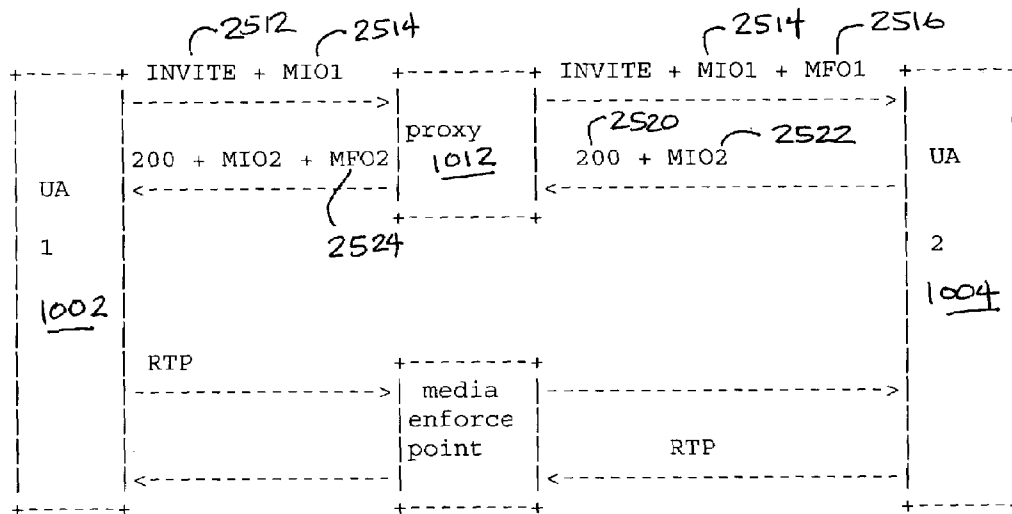 2512 2514 2514 2516
INVITE + MIO1 INVITE + MIO1 + MFO1
proxy 2520 2522
200 + MIO2 + MFO2 1012 200 + MIO2 UA
UA
2524
1 2
1002 1004
RTP
media
enforce
point RTP